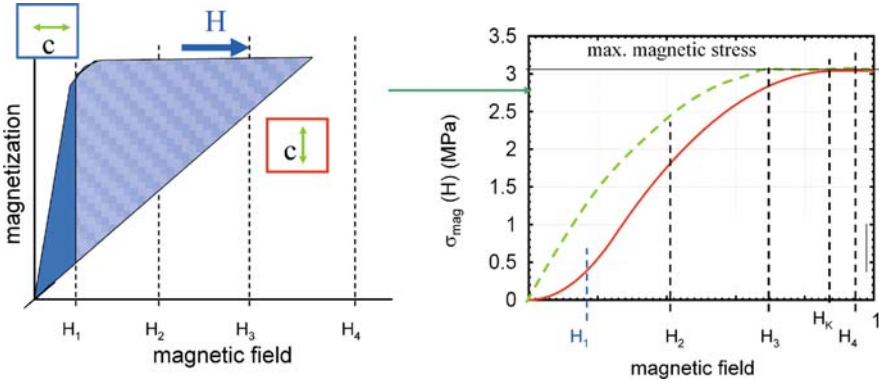 c
H
c
magnetization
H₁
H₂
H₃
H₄
magnetic field
max. magnetic stress
3.5
3
2.5
2
1.5
1
0.5
0
σmag (H) (MPa)
H₁
H₂
H₃
HK
H₄
1
magnetic field